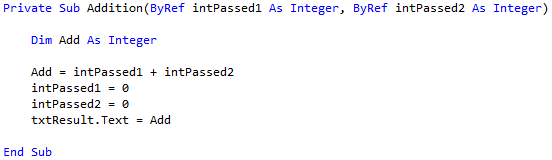 Private Sub Addition(ByRef intPassed1 As Integer, ByRef intPassed2 As Integer)
Dim Add As Integer
Add = intPassed1 + intPassed2
intPassed1 = 0
intPassed2 = 0
txtResult.Text = Add
End Sub